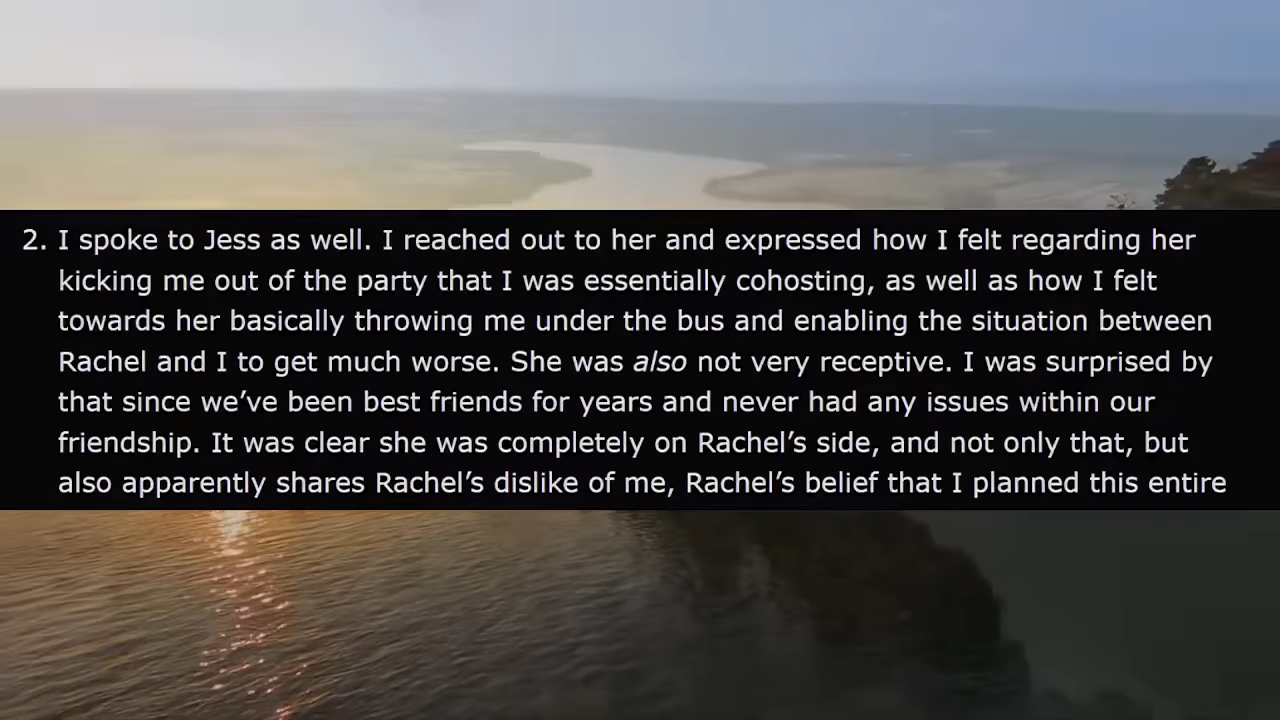 2. I spoke to Jess as well. I reached out to her and expressed how I felt regarding her
kicking me out of the party that I was essentially cohosting, as well as how I felt
towards her basically throwing me under the bus and enabling the situation between
Rachel and I to get much worse. She was also not very receptive. I was surprised by
that since we’ve been best friends for years and never had any issues within our
friendship. It was clear she was completely on Rachel’s side, and not only that, but
also apparently shares Rachel’s dislike of me, Rachel’s belief that I planned this entire